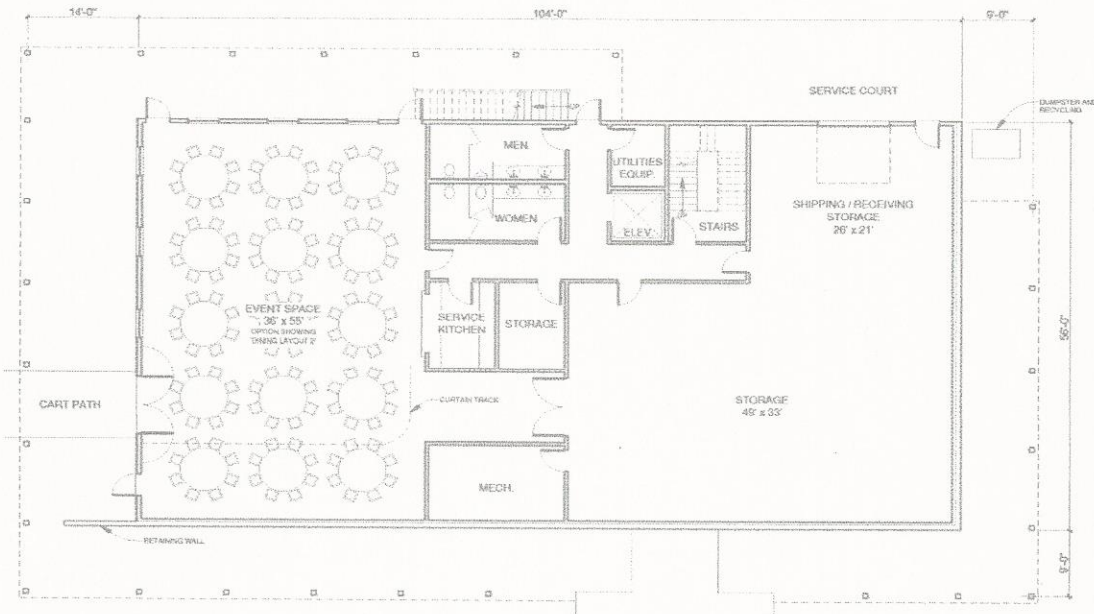 14'-0"
104'-0"
9'-0"
SERVICE COURT
DUMPSTER AND
RECYCLING
UP
MEN.
UTILITIES
EQUIP.
WOMEN
ELEV.
UP
STAIRS
SHIPPING / RECEIVING
STORAGE
26' x 21'
EVENT SPACE
36' x 55'
OPTION SHOWING
DINING LAYOUT 2'
SERVICE
KITCHEN
STORAGE
56'-0"
CART PATH
CURTAIN TRACK
STORAGE
49' x 33'
MECH.
RETAINING WALL
9'-0"